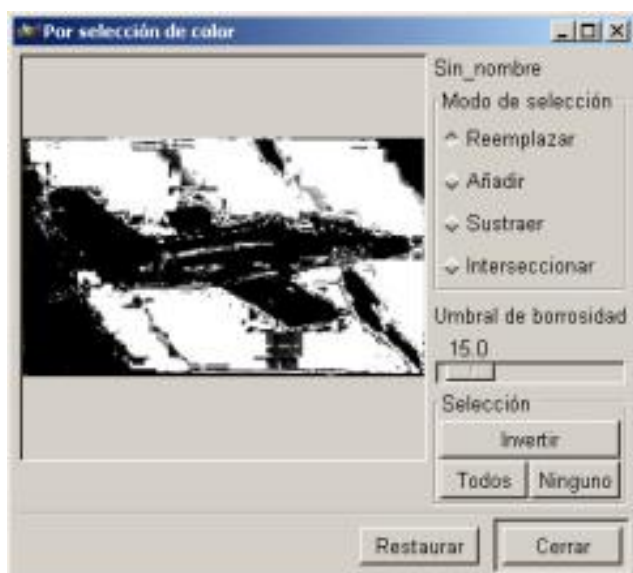 Por selección de color
Sin_nombre
Modo de selección
Reemplazar
Añadir
Sustraer
Interseccionar
Umbral de borrosidad
15.0
Selección
Invertir
Todos Ninguno
Restaurar Cerrar